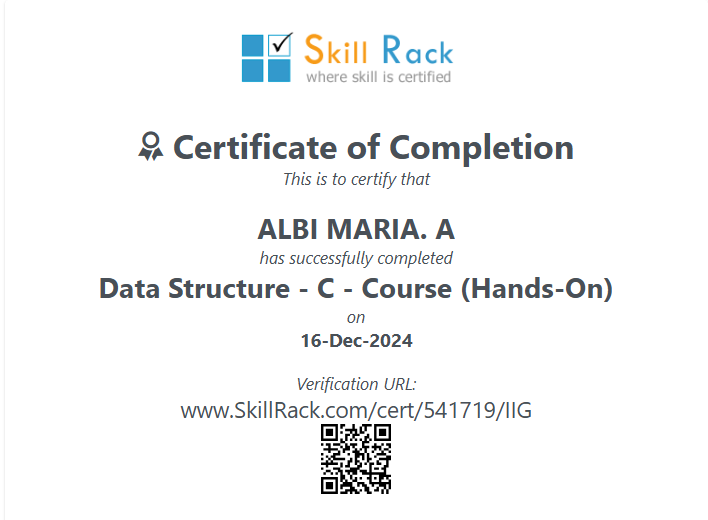 Skill Rack
where skill is certified
Certificate of Completion
This is to certify that
ALBI MARIA. A
has successfully completed
Data Structure - C - Course (Hands-On)
on
16-Dec-2024
Verification URL:
www.SkillRack.com/cert/541719/IIG